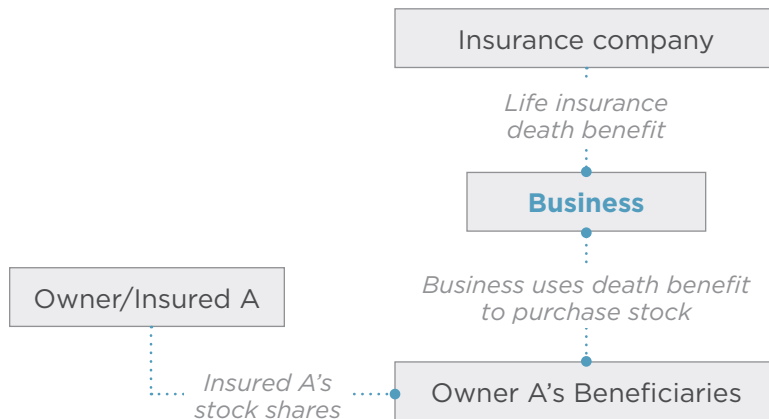 Insurance company
Life insurance
death benefit
Business
Business uses death benefit
to purchase stock
Owner/Insured A
Insured A's
stock shares
Owner A's Beneficiaries